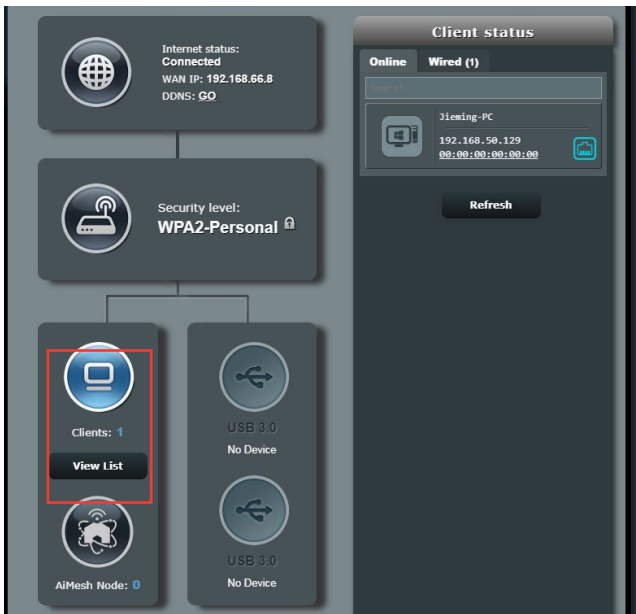 Internet status:
Connected
WAN IP: 192.168.66.8
DDNS: GO
Security level:
WPA2-Personal
Clients: 1
View List
AiMesh Node: 0
USB 3.0
No Device
USB 3.0
No Device
Client status
Online Wired (1)
Search
Jieming-PC
192.168.50.129
00:00:00:00:00:00
Refresh